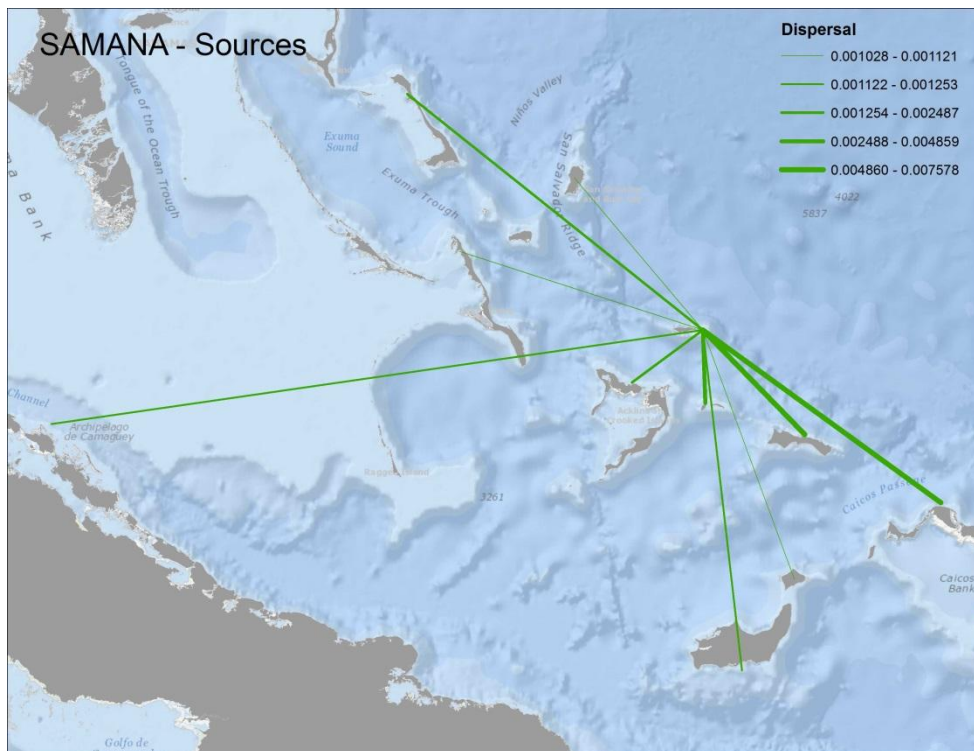 SAMANA - Sources
Dispersal
0.001028 - 0.001121
0.001122 - 0.001253
0.001254 - 0.002487
0.002488 - 0.004859
0.004860 - 0.007578
Tongue of the Ocean Trough
Exuma
Sound
Niños Valley
Exuma Trough
San Salvador Ridge
4022
5837
Bank
Channel
Archipiélago
de Camagüey
3261
Caicos Passage
Caicos
Bank
Golfo de